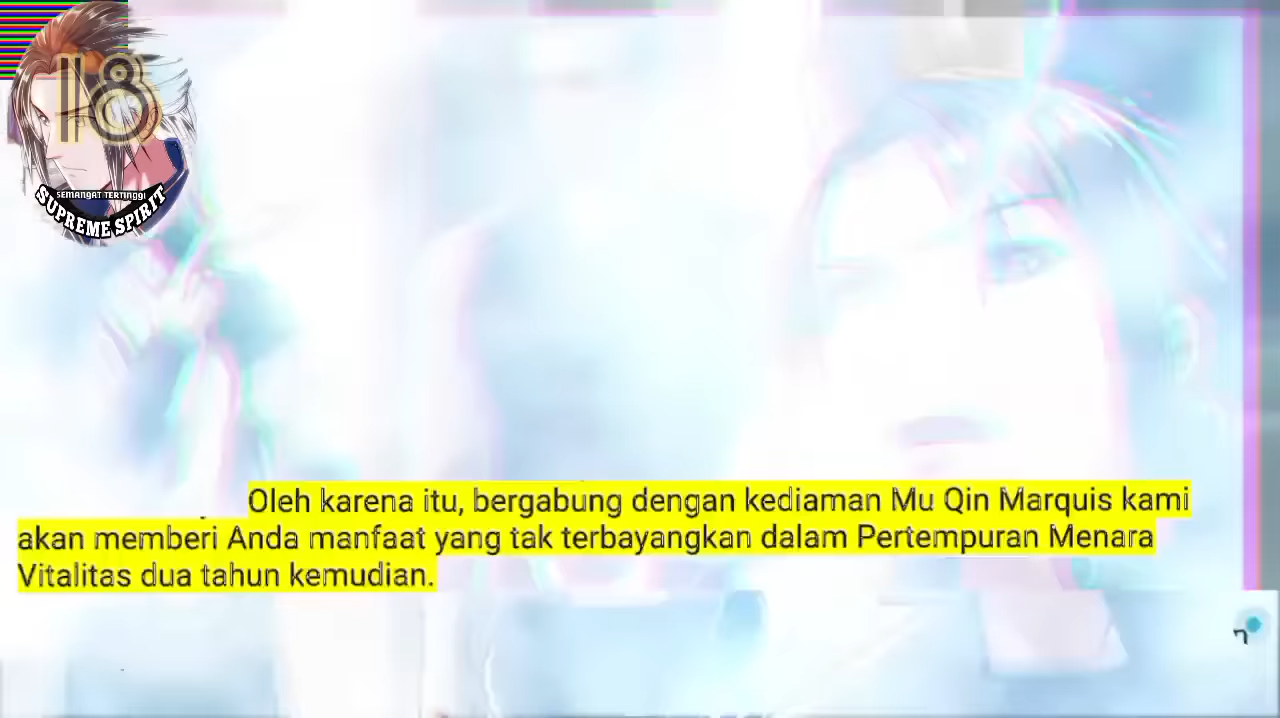 18
SEMANGAT TERTINGGI
SUPREME SPIRIT
Oleh karena itu, bergabung dengan kediaman Mu Qin Marquis kami
akan memberi Anda manfaat yang tak terbayangkan dalam Pertempuran Menara
Vitalitas dua tahun kemudian.